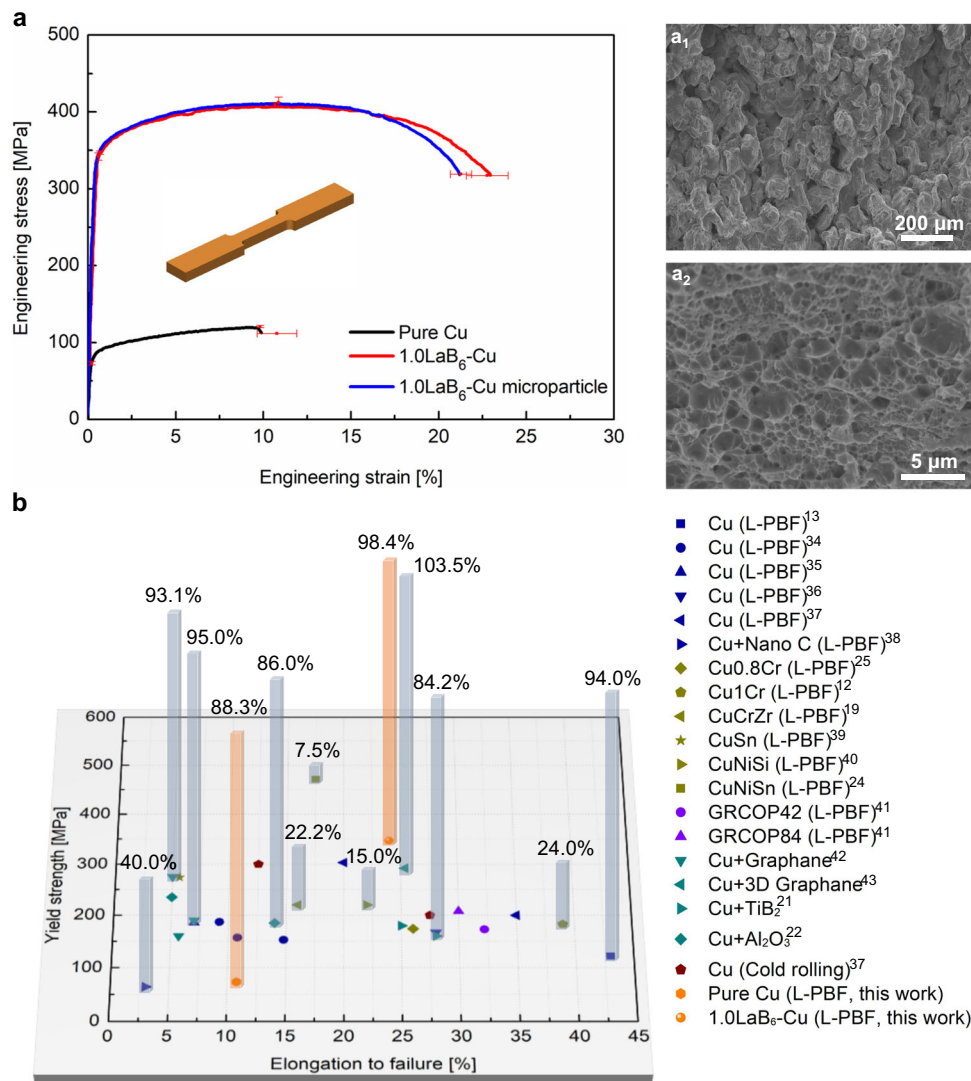 a
Engineering stress [MPa]
500
400
300
200
100
0
0 5 10 15 20 25 30
Engineering strain [%]
Pure Cu
1.0LaB₆-Cu
1.0LaB₆-Cu microparticle
a₁
200 µm
a₂
5 µm
b
98.4%
103.5%
93.1%
95.0%
86.0%
84.2%
94.0%
88.3%
7.5%
22.2%
15.0%
24.0%
40.0%
Yield strength [MPa]
600
500
400
300
200
100
0
0 5 10 15 20 25 30 35 40 45
Elongation to failure [%]
Cu (L-PBF)¹³
Cu (L-PBF)³⁴
Cu (L-PBF)³⁵
Cu (L-PBF)³⁶
Cu (L-PBF)³⁷
Cu+Nano C (L-PBF)³⁸
Cu0.8Cr (L-PBF)²⁵
Cu1Cr (L-PBF)¹²
CuCrZr (L-PBF)¹⁹
CuSn (L-PBF)³⁹
CuNiSi (L-PBF)⁴⁰
CuNiSn (L-PBF)²⁴
GRCOP42 (L-PBF)⁴¹
GRCOP84 (L-PBF)⁴¹
Cu+Graphane⁴²
Cu+3D Graphane⁴³
Cu+TiB₂²¹
Cu+Al₂O₃²²
Cu (Cold rolling)³⁷
Pure Cu (L-PBF, this work)
1.0LaB₆-Cu (L-PBF, this work)